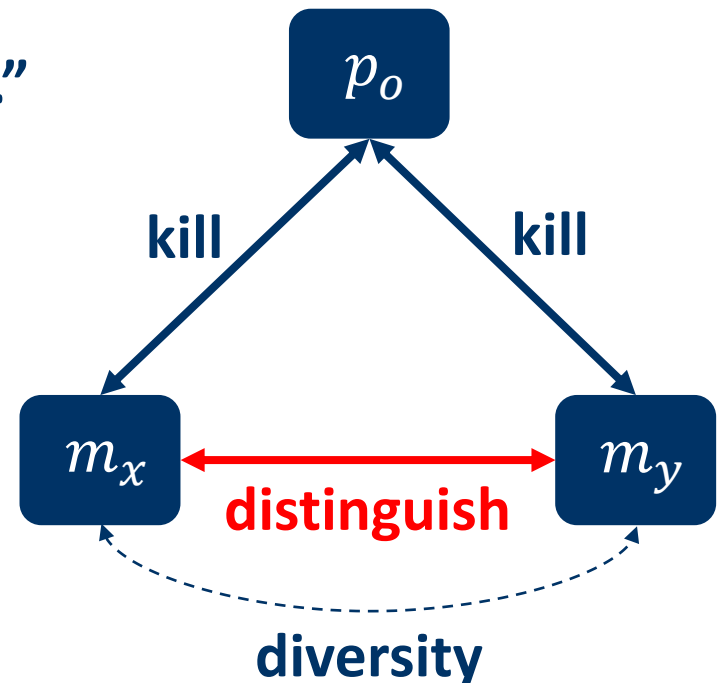 .”
pₒ
kill kill
mₓ m_y
distinguish
diversity